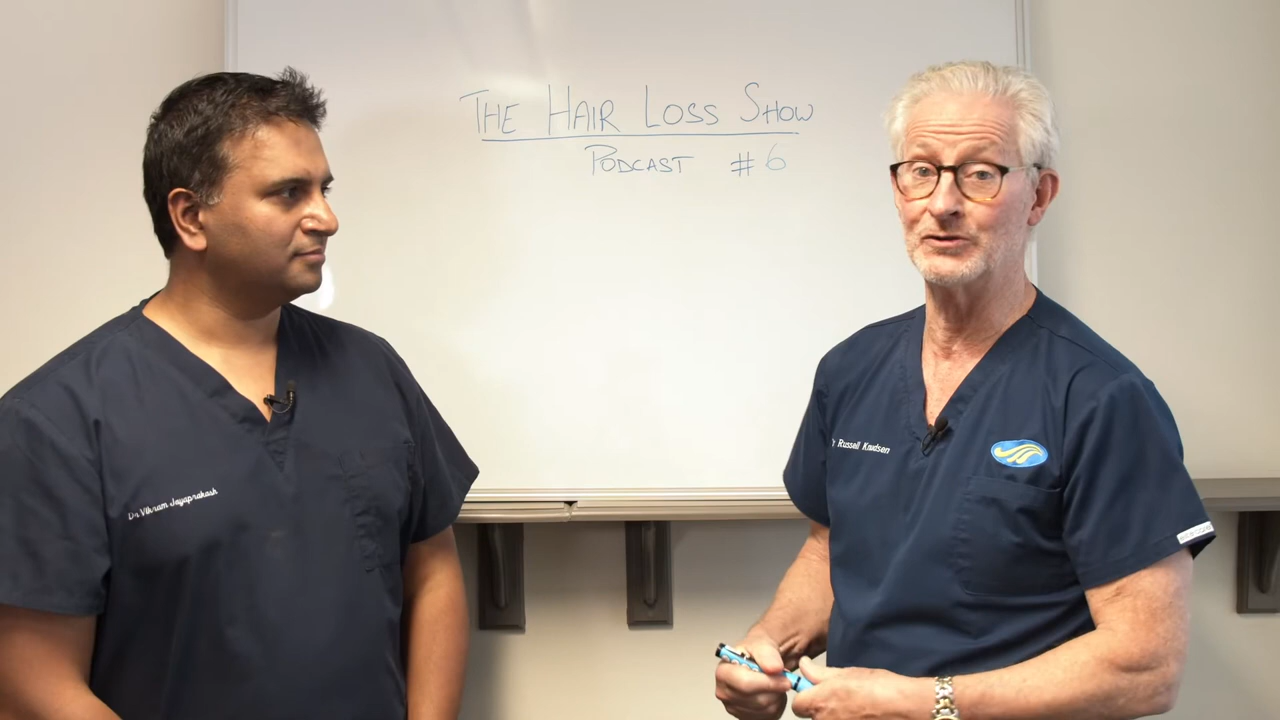 THE HAIR LOSS SHOW
PODCAST #6
Dr Vikram Jayaprakash
Dr Russell Knudsen